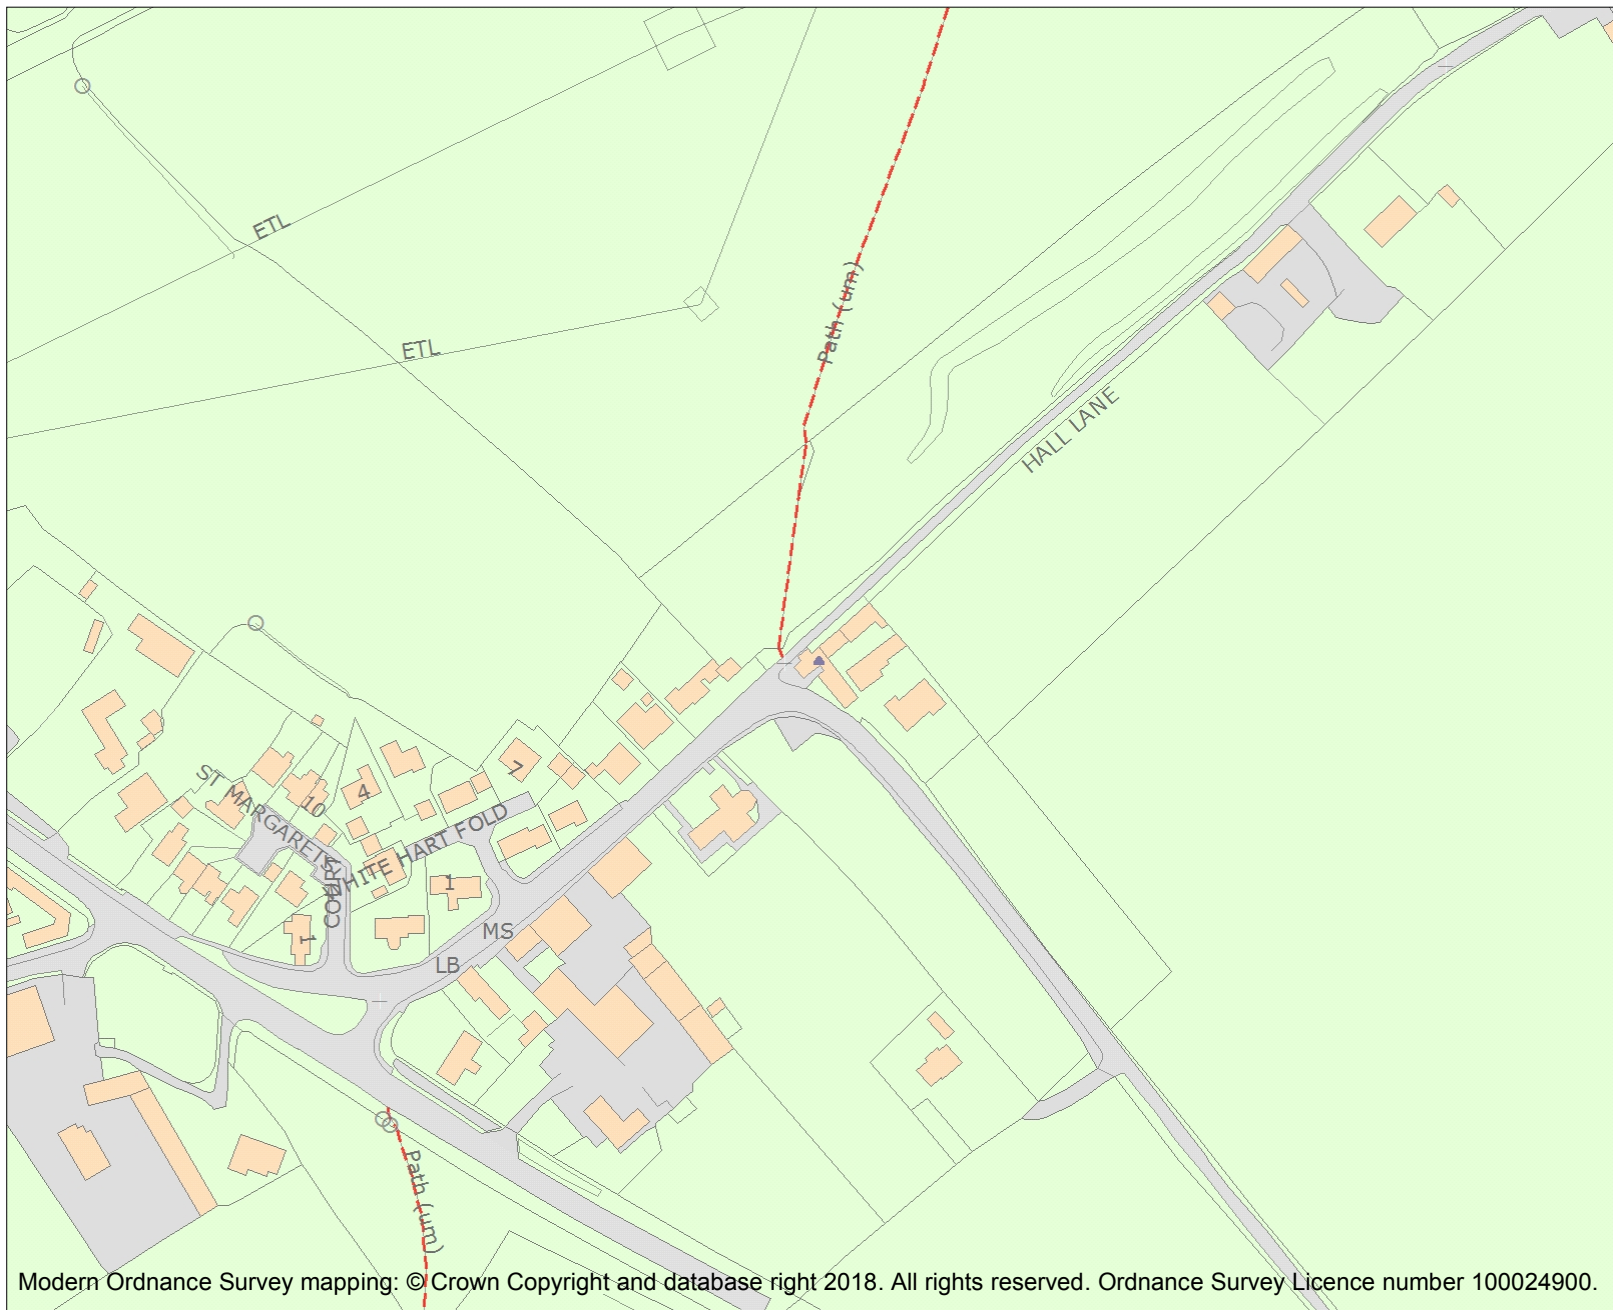 ETL
Path (um)
ETL
HALL LANE
7
ST MARGARETS
COURT
10
4
WHITE HART FOLD
1
1
MS
LB
Path (um)
Modern Ordnance Survey mapping: © Crown Copyright and database right 2018. All rights reserved. Ordnance Survey Licence number 100024900.